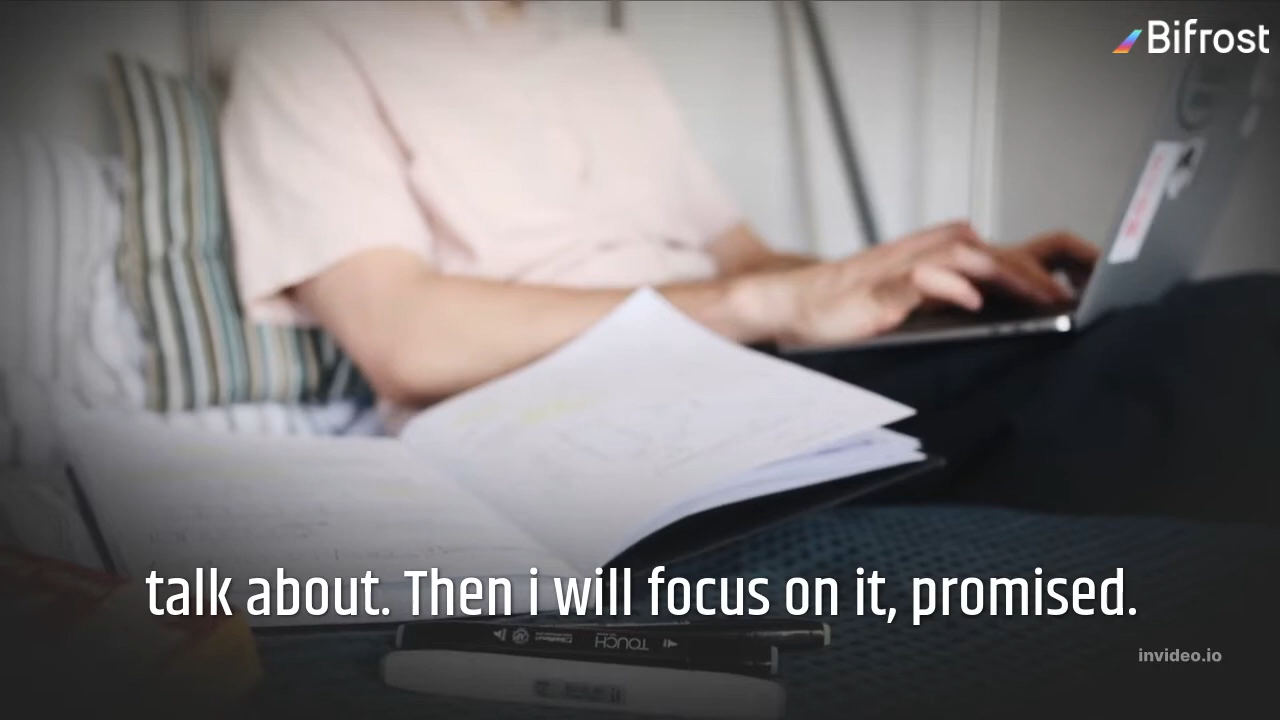 Bifrost
talk about. Then i will focus on it, promised.
TOUCH
invideo.io